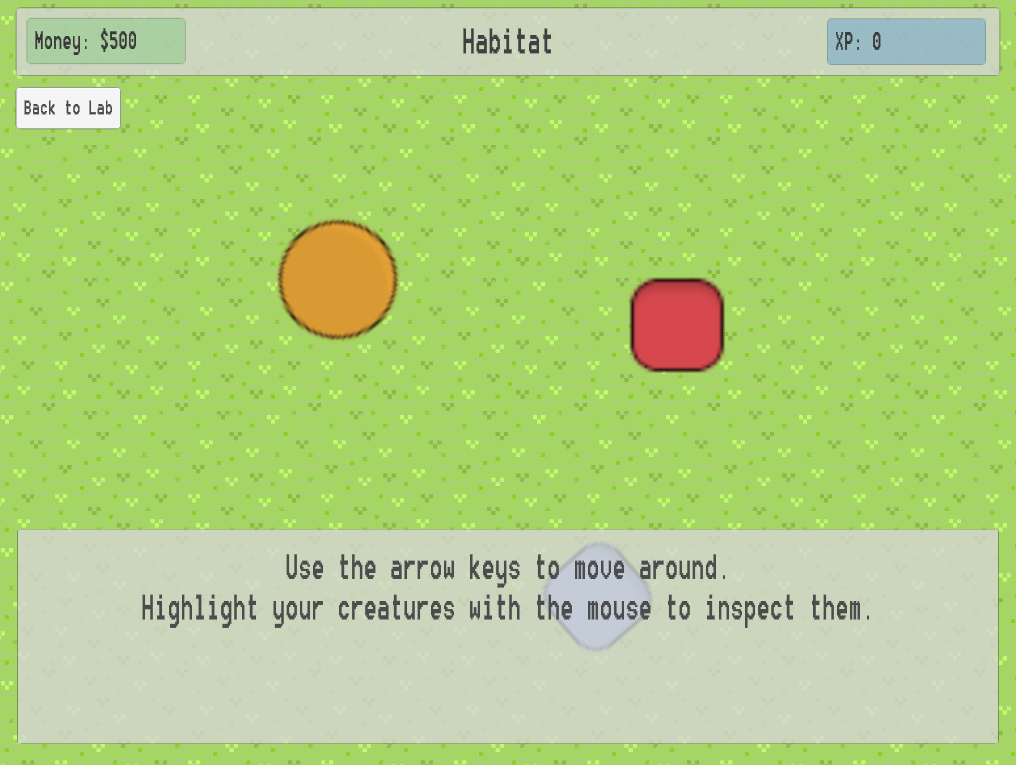 Money: $500
Habitat
XP: 0
Back to Lab
Use the arrow keys to move around.
Highlight your creatures with the mouse to inspect them.